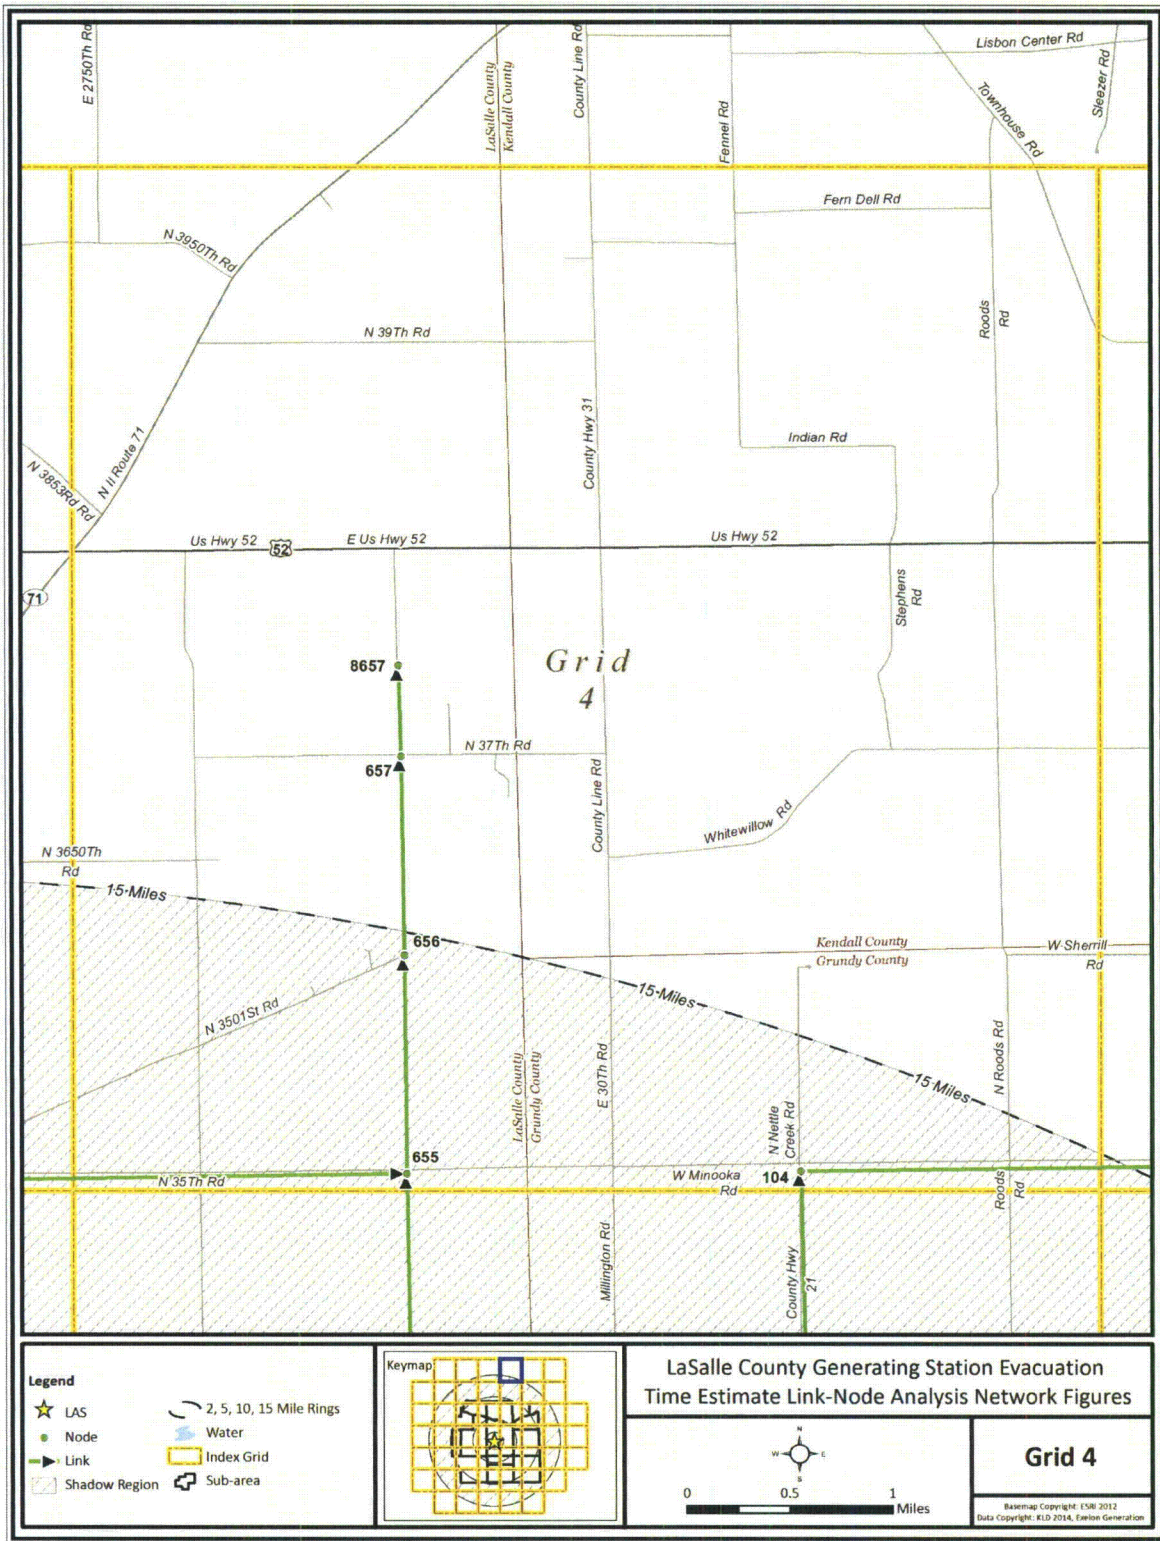 E 2750Th Rd
LaSalle County
Kendall County
County Line Rd
Fennel Rd
Lisbon Center Rd
Townhouse Rd
Sleezer Rd
Fern Dell Rd
N 3950Th Rd
Roods
Rd
N 39Th Rd
County Hwy 31
Indian Rd
N Il Route 71
N 3853Rd Rd
Us Hwy 52
52
E Us Hwy 52
Us Hwy 52
71
Stephens
Rd
8657
Grid
4
N 37Th Rd
657
County Line Rd
Whitewillow Rd
N 3650Th
Rd
15 Miles
656
Kendall County
Grundy County
W Sherrill
Rd
15 Miles
N 3501St Rd
LaSalle County
Grundy County
E 30Th Rd
N Nettle
Creek Rd
N Roods Rd
15 Miles
655
N 35Th Rd
W Minooka
Rd
104
Roods
Rd
Millington Rd
County Hwy
21
Legend
LAS
Node
Link
Shadow Region
2, 5, 10, 15 Mile Rings
Water
Index Grid
Sub-area
Keymap
LaSalle County Generating Station Evacuation
Time Estimate Link-Node Analysis Network Figures
N
W E
S
0 0.5 1
Miles
Grid 4
Basemap Copyright: ESRI 2012
Data Copyright: KLD 2014, Exelon Generation